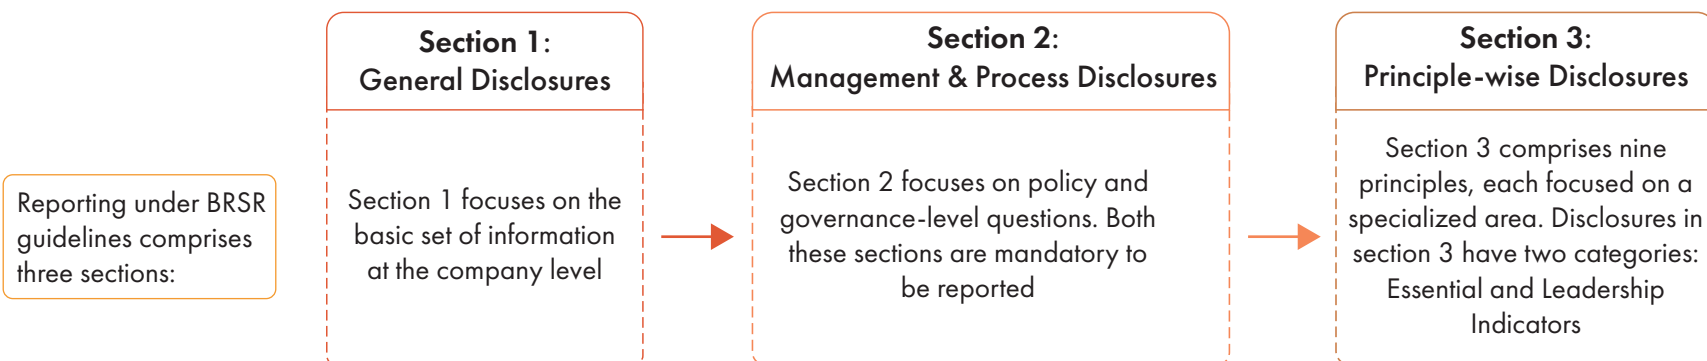 Reporting under BRSR
guidelines comprises
three sections:
Section 1:
General Disclosures
Section 1 focuses on the
basic set of information
at the company level
Section 2:
Management & Process Disclosures
Section 2 focuses on policy and
governance-level questions. Both
these sections are mandatory to
be reported
Section 3:
Principle-wise Disclosures
Section 3 comprises nine
principles, each focused on a
specialized area. Disclosures in
section 3 have two categories:
Essential and Leadership
Indicators